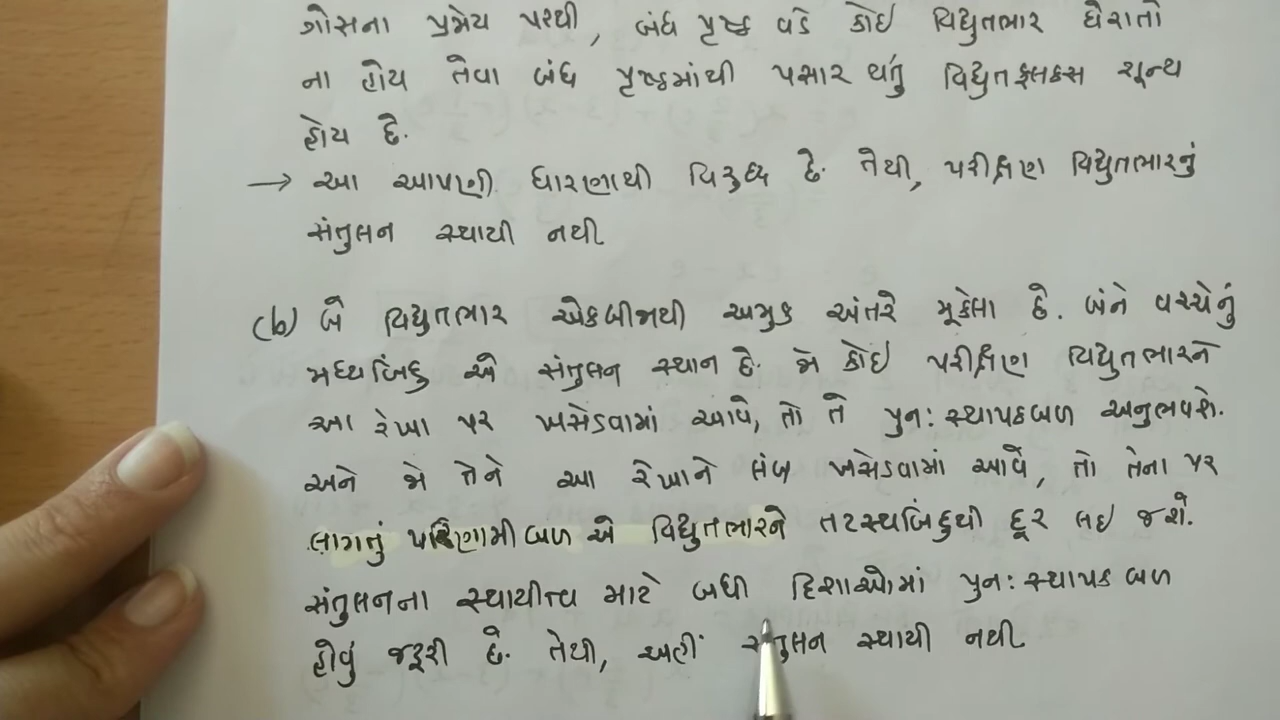 ગોસના પ્રમેય પરથી, બંધ પૃષ્ઠ વડે કોઇ વિદ્યુતભાર ઘેરાતો
ના હોય તેવા બંધ પૃષ્ઠમાંથી પસાર થતું વિદ્યુતફ્લક્સ શૂન્ય
હોય છે.
→ આ આપણી ધારણાથી વિરુદ્ધ છે. તેથી, પરીક્ષણ વિદ્યુતભારનું
સંતુલન સ્થાયી નથી.
(b) બે વિદ્યુતભાર એકબીજાથી અમુક અંતરે મૂકેલા છે. બંને વચ્ચેનું
મધ્યબિંદુ એ સંતુલન સ્થાન છે. જો કોઇ પરીક્ષણ વિદ્યુતભારને
આ રેખા પર ખસેડવામાં આવે, તો તે પુન: સ્થાપકબળ અનુભવશે.
અને જો તેને આ રેખાને લંબ ખસેડવામાં આવે, તો તેના પર
લાગતું પરિણામી બળ એ વિદ્યુતભારને તટસ્થબિંદુથી દૂર લઇ જશે.
સંતુલનના સ્થાયીત્વ માટે બધી દિશાઓમાં પુન: સ્થાપક બળ
હોવું જરૂરી છે. તેથી, અહીં સંતુલન સ્થાયી નથી.